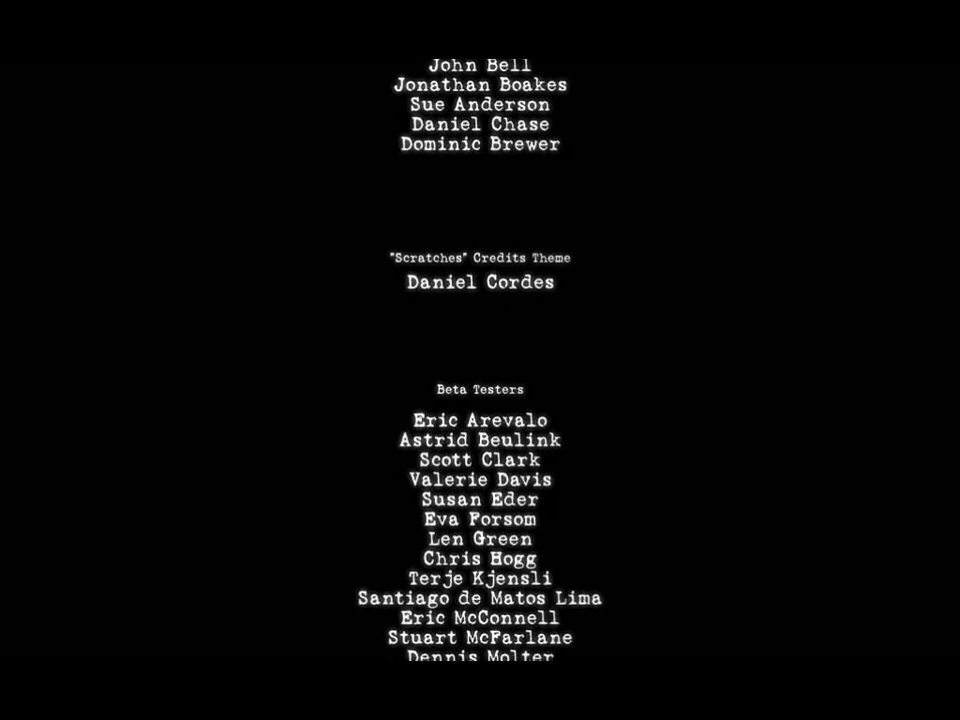 John Bell
Jonathan Boakes
Sue Anderson
Daniel Chase
Dominic Brewer
"Scratches" Credits Theme
Daniel Cordes
Beta Testers
Eric Arevalo
Astrid Beulink
Scott Clark
Valerie Davis
Susan Eder
Eva Forsom
Len Green
Chris Hogg
Terje Kjensli
Santiago de Matos Lima
Eric McConnell
Stuart McFarlane
Dennis Molter